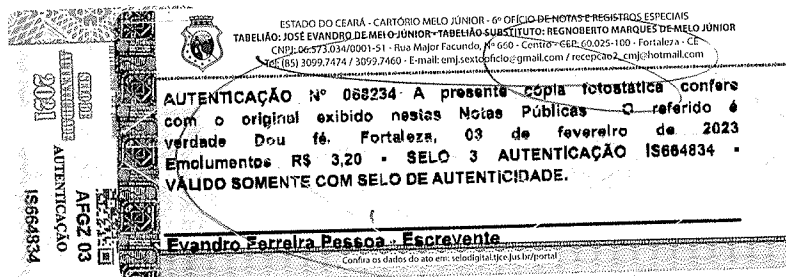 ESTADO DO CEARÁ - CARTÓRIO MELO JÚNIOR - 6º OFÍCIO DE NOTAS E REGISTROS ESPECIAIS
TABELIÃO: JOSÉ EVANDRO DE MELO JÚNIOR - TABELIÃO SUBSTITUTO: REGNOBERTO MARQUES DE MELO JÚNIOR
CNPJ: 06.573.034/0001-51 - Rua Major Facundo, Nº 660 - Centro - CEP: 60.025-100 - Fortaleza - CE
Tel: (85) 3099.7474 / 3099.7460 - E-mail: emj.sextooficio@gmail.com / recepcao2_cmj@hotmail.com
AUTENTICAÇÃO Nº 068234 A presente cópia fotostática confere
com o original exibido nestas Notas Públicas O referido é
verdade Dou fé. Fortaleza, 03 de fevereiro de 2023
Emolumentos R$ 3,20 - SELO 3 AUTENTICAÇÃO IS664834 -
VÁLIDO SOMENTE COM SELO DE AUTENTICIDADE.
Evandro Ferreira Pessoa - Escrevente
Confira os dados do ato em: selodigital.tjce.jus.br/portal
SELO DE
AUTENTICIDADE
2021
AUTENTICAÇÃO
AFGZ 03
IS664834